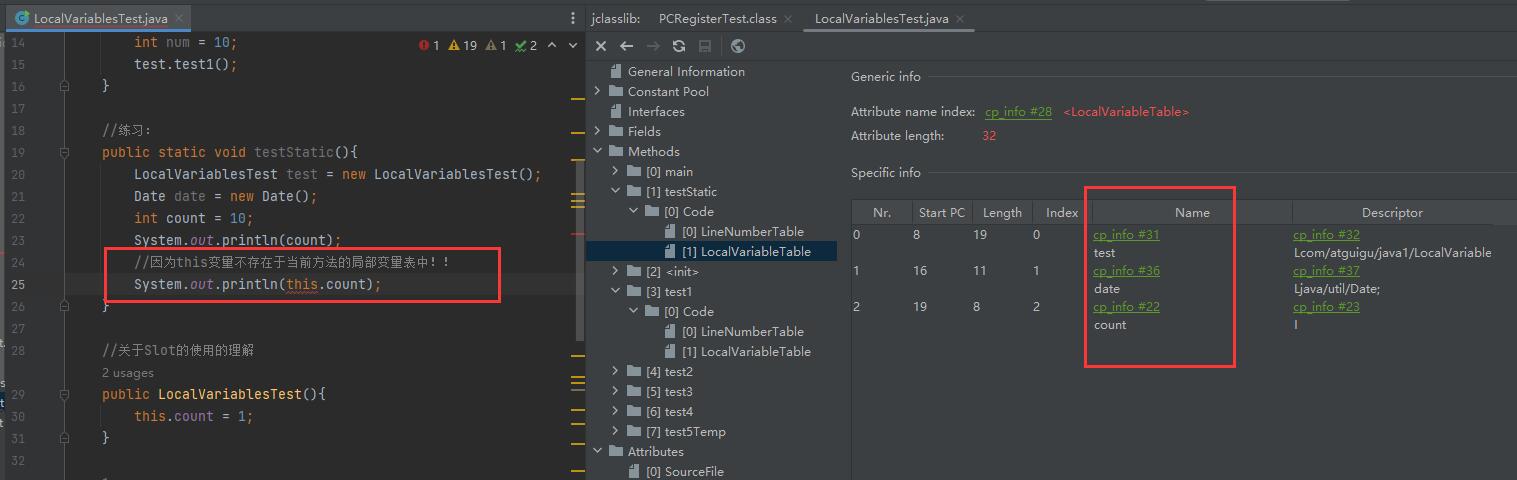 LocalVariablesTest.java
14 int num = 10;
1 19 1 2
15 test.test1();
16 }
17
18 //练习:
19 public static void testStatic(){
20 LocalVariablesTest test = new LocalVariablesTest();
21 Date date = new Date();
22 int count = 10;
23 System.out.println(count);
24 //因为this变量不存在于当前方法的局部变量表中!!
25 System.out.println(this.count);
26 }
27
28 //关于Slot的使用的理解
2 usages
29 public LocalVariablesTest(){
30 this.count = 1;
31 }
32
jclasslib: PCRegisterTest.class LocalVariablesTest.java
General Information
Constant Pool
Interfaces
Fields
Methods
[0] main
[1] testStatic
[0] Code
[0] LineNumberTable
[1] LocalVariableTable
[2] <init>
[3] test1
[0] Code
[0] LineNumberTable
[1] LocalVariableTable
[4] test2
[5] test3
[6] test4
[7] test5Temp
Attributes
[0] SourceFile
Generic info
Attribute name index: cp_info #28 <LocalVariableTable>
Attribute length: 32
Specific info
Nr. Start PC Length Index Name Descriptor
0 8 19 0 cp_info #31 cp_info #32
test Lcom/atguigu/java1/LocalVariable
1 16 11 1 cp_info #36 cp_info #37
date Ljava/util/Date;
2 19 8 2 cp_info #22 cp_info #23
count I